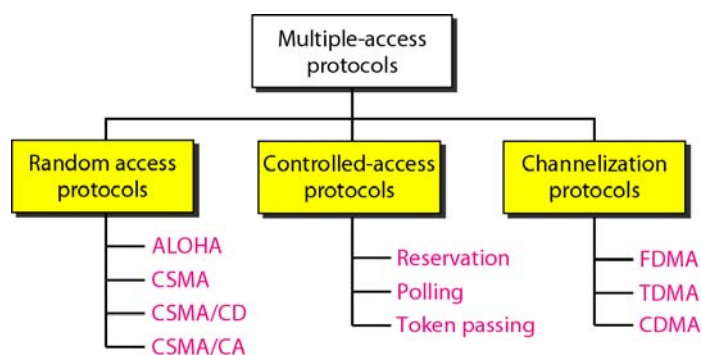 Multiple-access
protocols
Random access
protocols
Controlled-access
protocols
Channelization
protocols
ALOHA
CSMA
CSMA/CD
CSMA/CA
Reservation
Polling
Token passing
FDMA
TDMA
CDMA